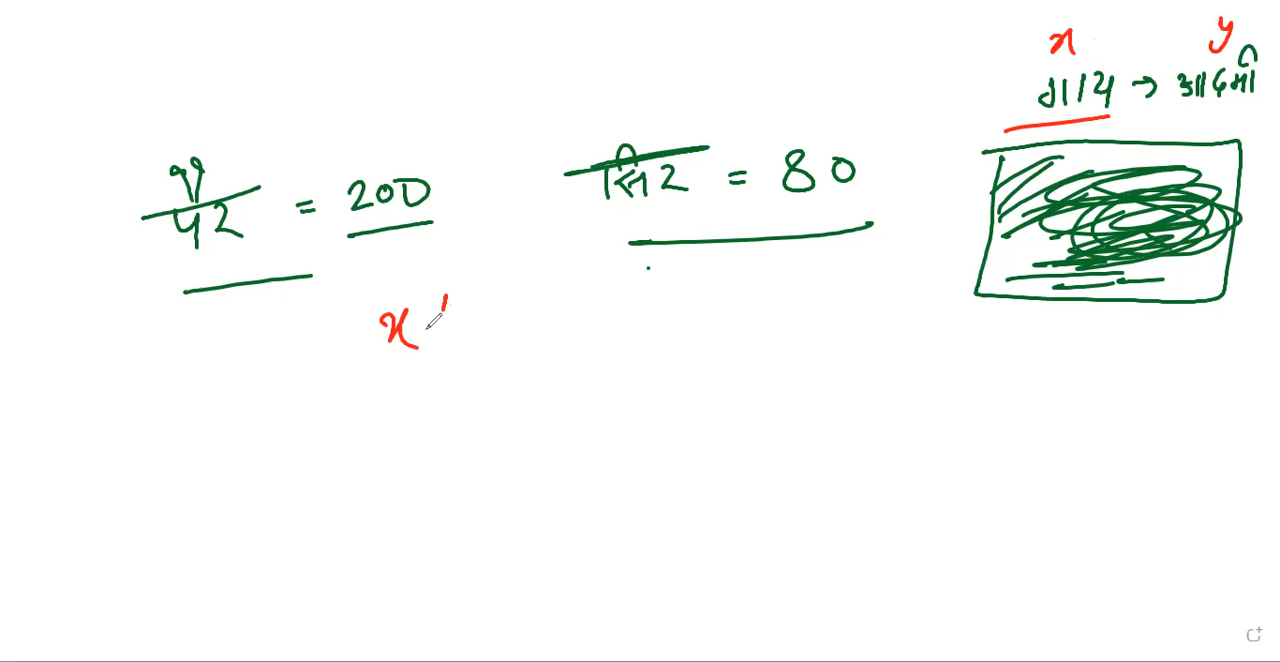 x y
गाय → आदमी
पैर = 200 सिर = 80
x